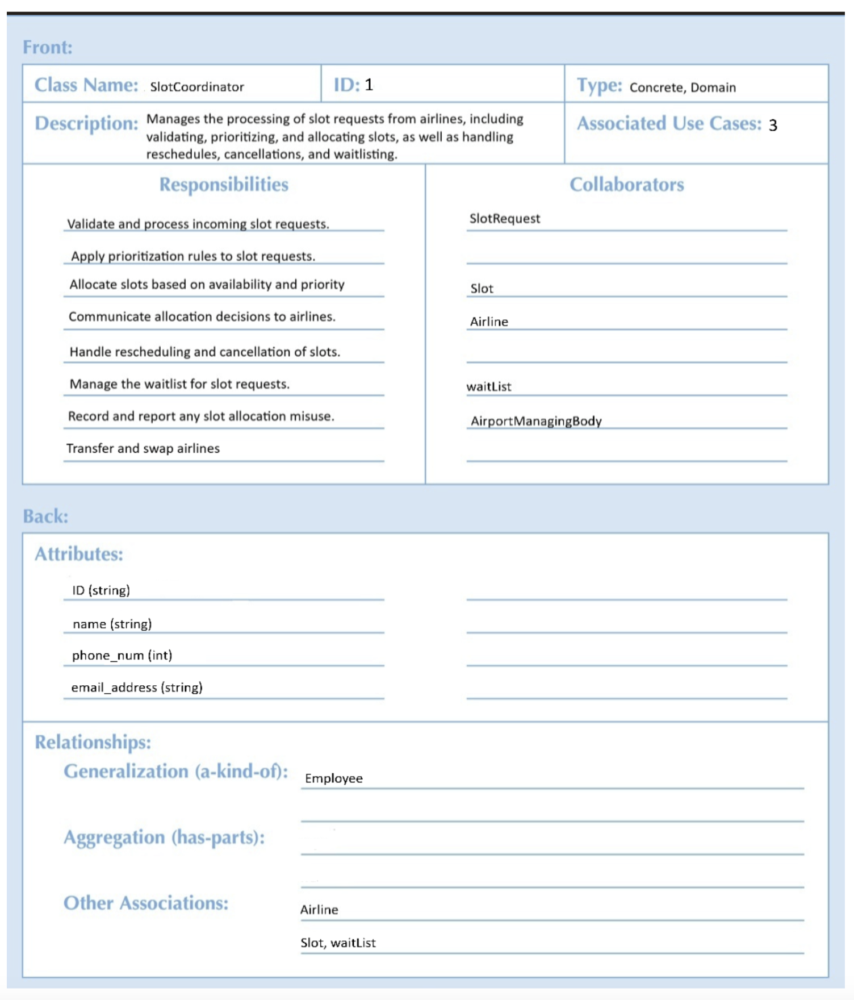 Front:
Class Name: SlotCoordinator
ID: 1
Type: Concrete, Domain
Description: Manages the processing of slot requests from airlines, including
validating, prioritizing, and allocating slots, as well as handling
reschedules, cancellations, and waitlisting.
Associated Use Cases: 3
Responsibilities
Validate and process incoming slot requests.
Apply prioritization rules to slot requests.
Allocate slots based on availability and priority
Communicate allocation decisions to airlines.
Handle rescheduling and cancellation of slots.
Manage the waitlist for slot requests.
Record and report any slot allocation misuse.
Transfer and swap airlines
Collaborators
SlotRequest
Slot
Airline
waitList
AirportManagingBody
Back:
Attributes:
ID (string)
name (string)
phone_num (int)
email_address (string)
Relationships:
Generalization (a-kind-of): Employee
Aggregation (has-parts):
Other Associations: Airline
Slot, waitList